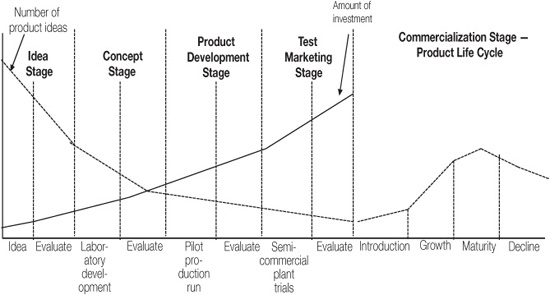 Number of
product ideas
Amount of
investment
Idea
Stage
Concept
Stage
Product
Development
Stage
Test
Marketing
Stage
Commercialization Stage —
Product Life Cycle
Idea
Evaluate
Labor-
atory
devel-
opment
Evaluate
Pilot
pro-
duction
run
Evaluate
Semi-
commercial
plant
trials
Evaluate
Introduction
Growth
Maturity
Decline